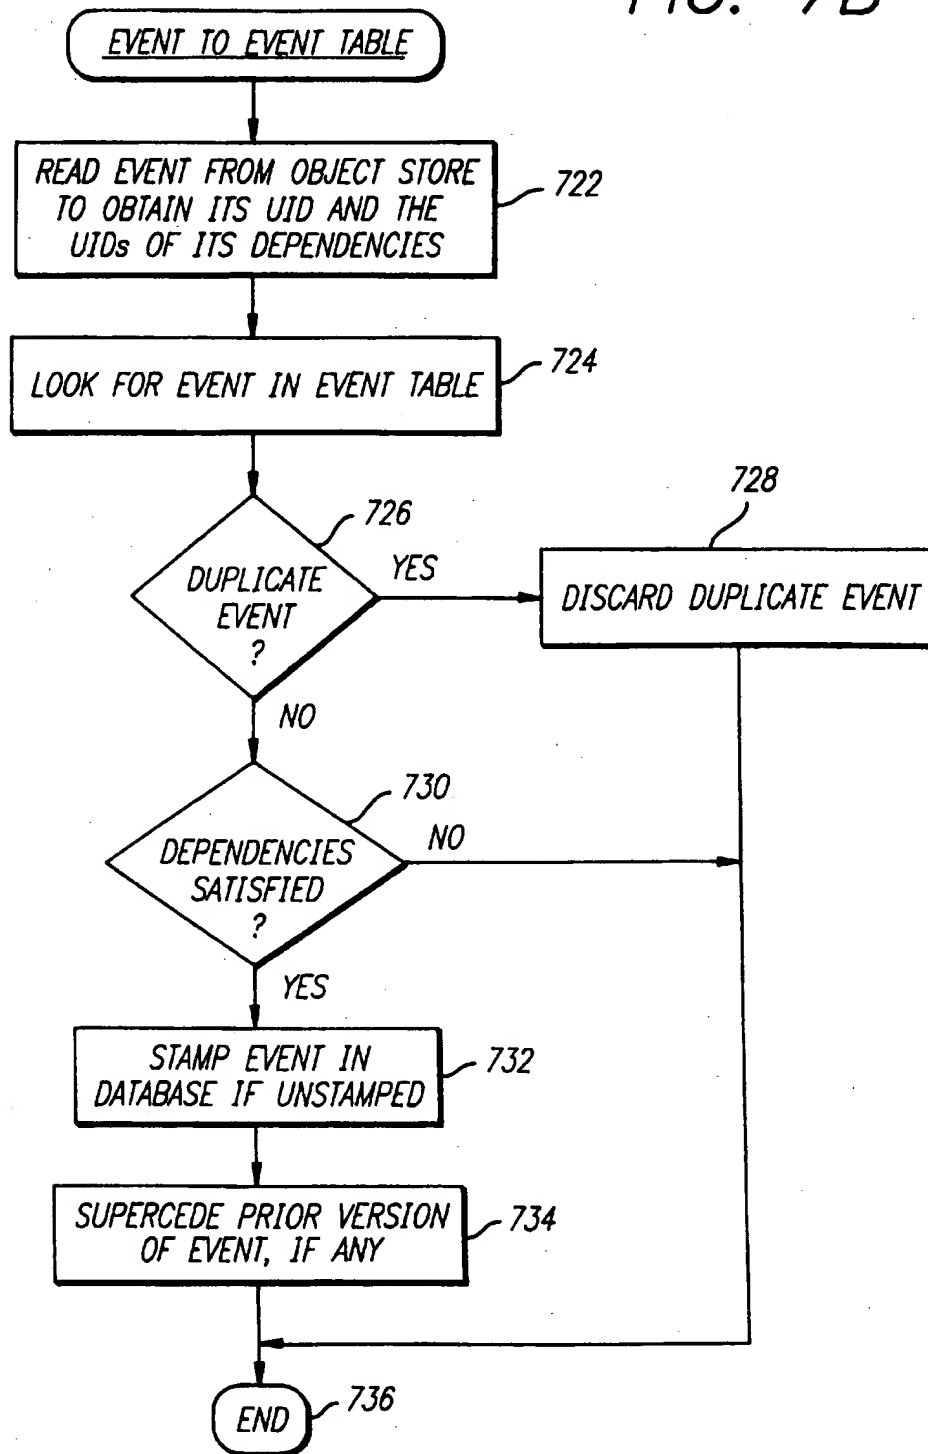 FIG. 7B
EVENT TO EVENT TABLE
READ EVENT FROM OBJECT STORE
TO OBTAIN ITS UID AND THE
UIDs OF ITS DEPENDENCIES
722
LOOK FOR EVENT IN EVENT TABLE
724
726
DUPLICATE
EVENT
?
YES
728
DISCARD DUPLICATE EVENT
NO
730
DEPENDENCIES
SATISFIED
?
NO
YES
STAMP EVENT IN
DATABASE IF UNSTAMPED
732
SUPERCEDE PRIOR VERSION
OF EVENT, IF ANY
734
END
736